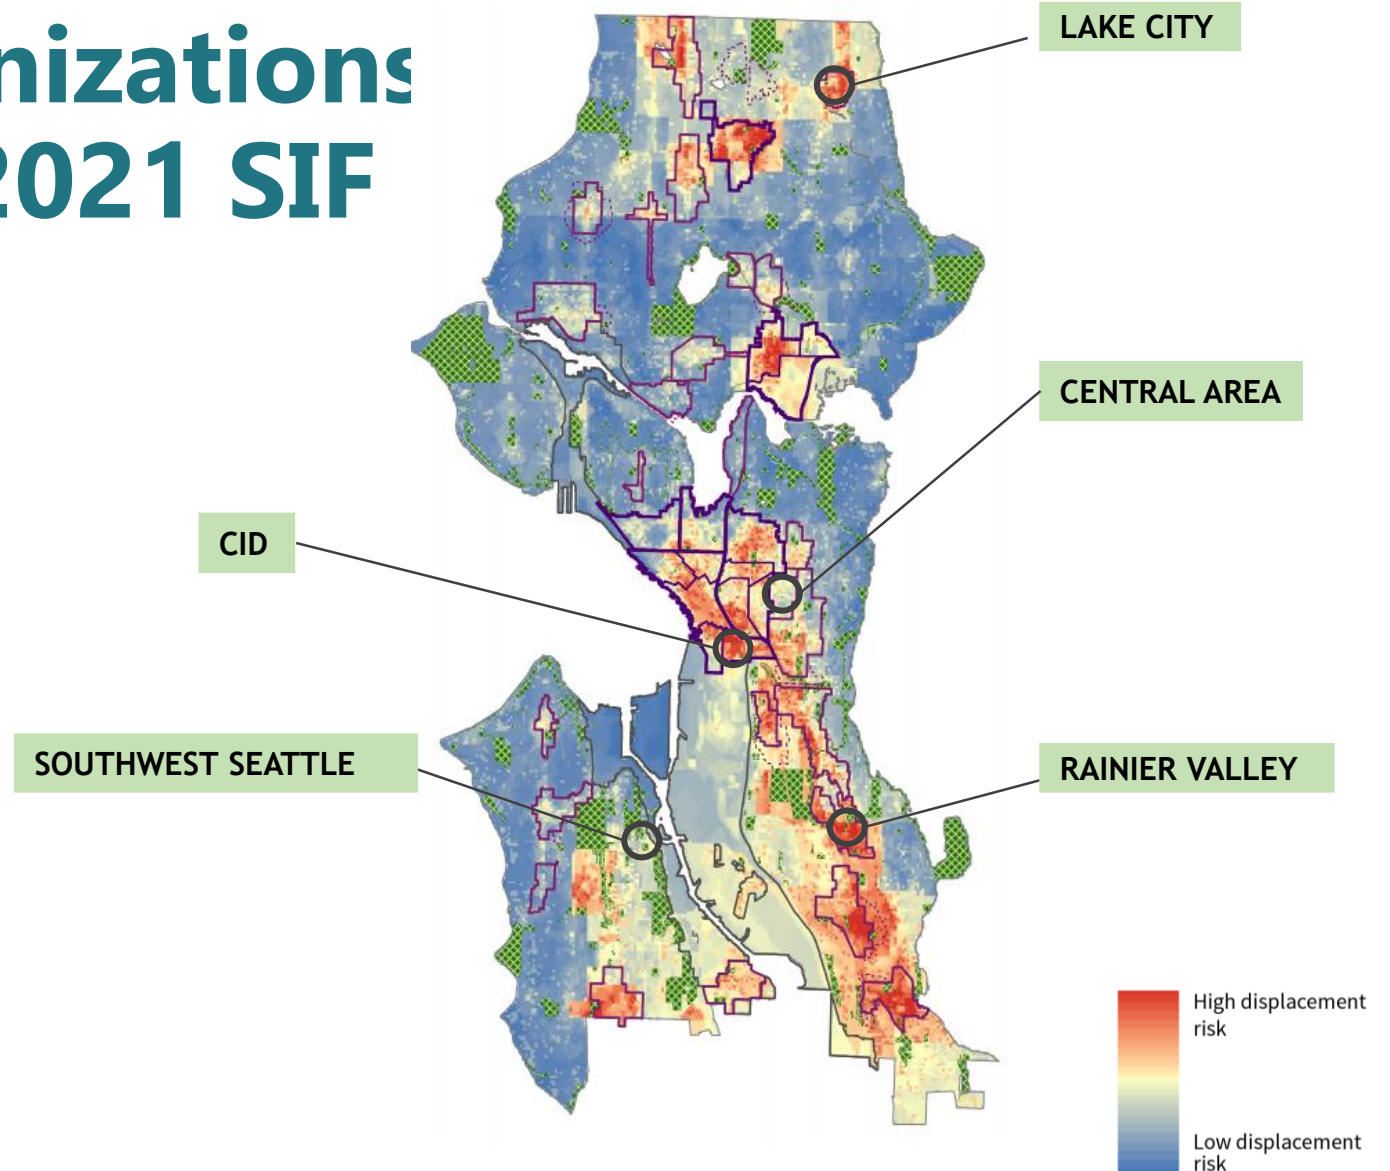 nizations
2021 SIF
LAKE CITY
CENTRAL AREA
CID
SOUTHWEST SEATTLE
RAINIER VALLEY
High displacement
risk
Low displacement
risk